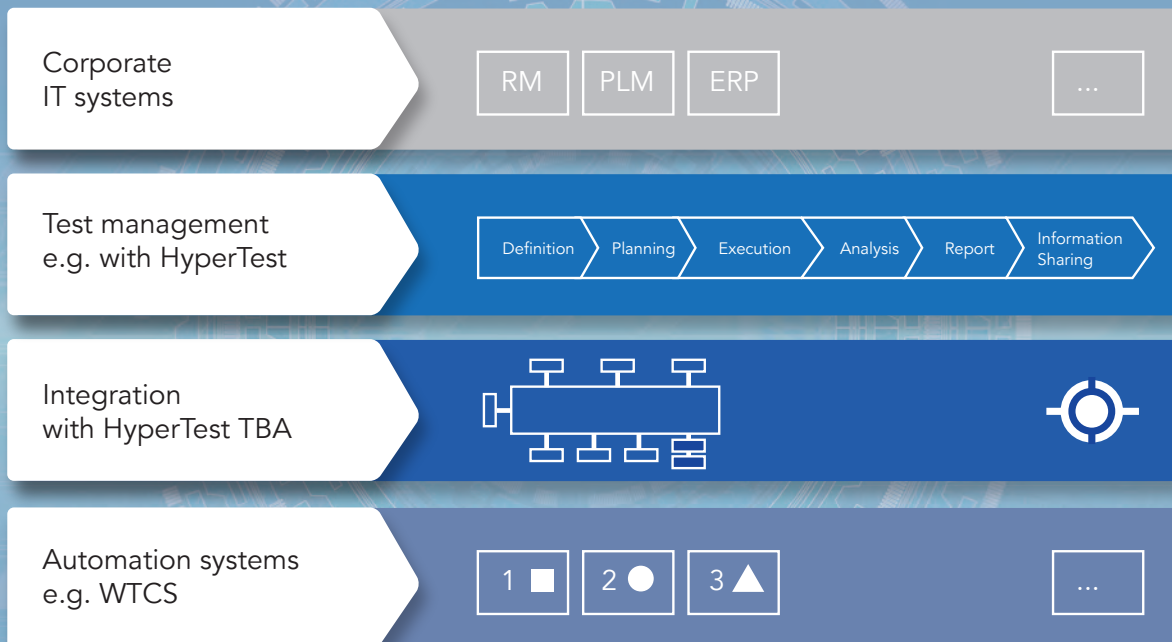 Corporate
IT systems
RM
PLM
ERP
...
Test management
e.g. with HyperTest
Definition
Planning
Execution
Analysis
Report
Information
Sharing
Integration
with HyperTest TBA
Automation systems
e.g. WTCS
1
2
3
...